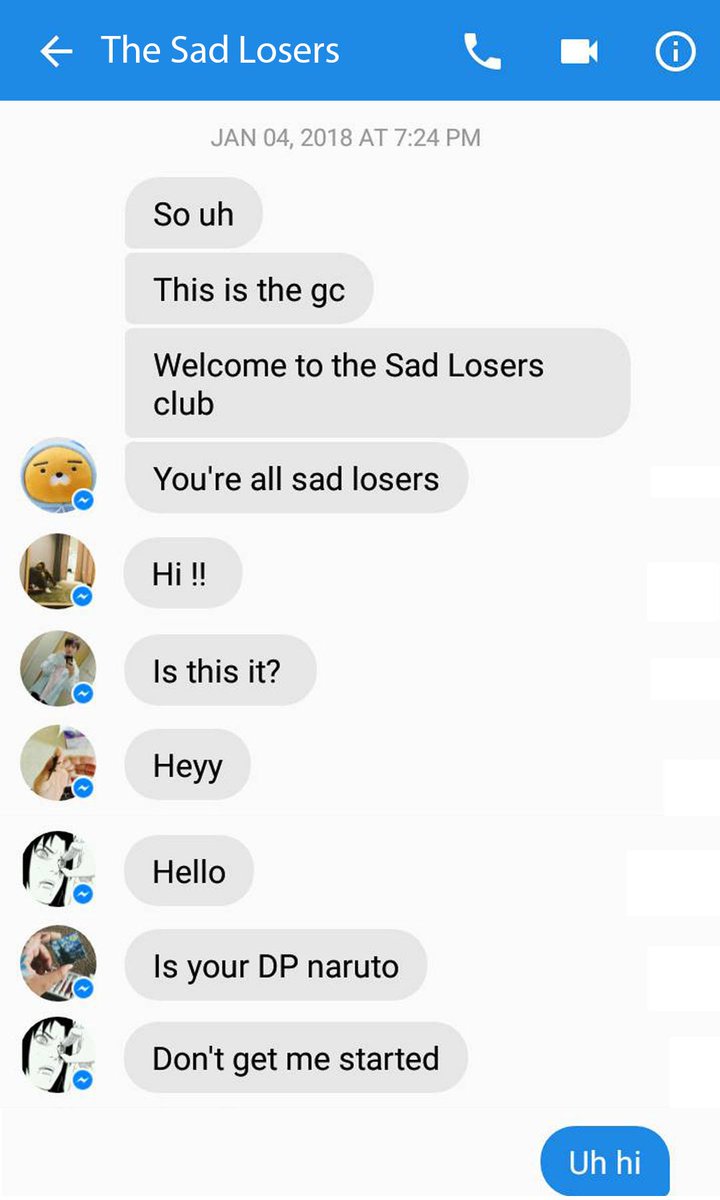 The Sad Losers
JAN 04, 2018 AT 7:24 PM
So uh
This is the gc
Welcome to the Sad Losers
club
You're all sad losers
Hi !!
Is this it?
Heyy
Hello
Is your DP naruto
Don't get me started
Uh hi